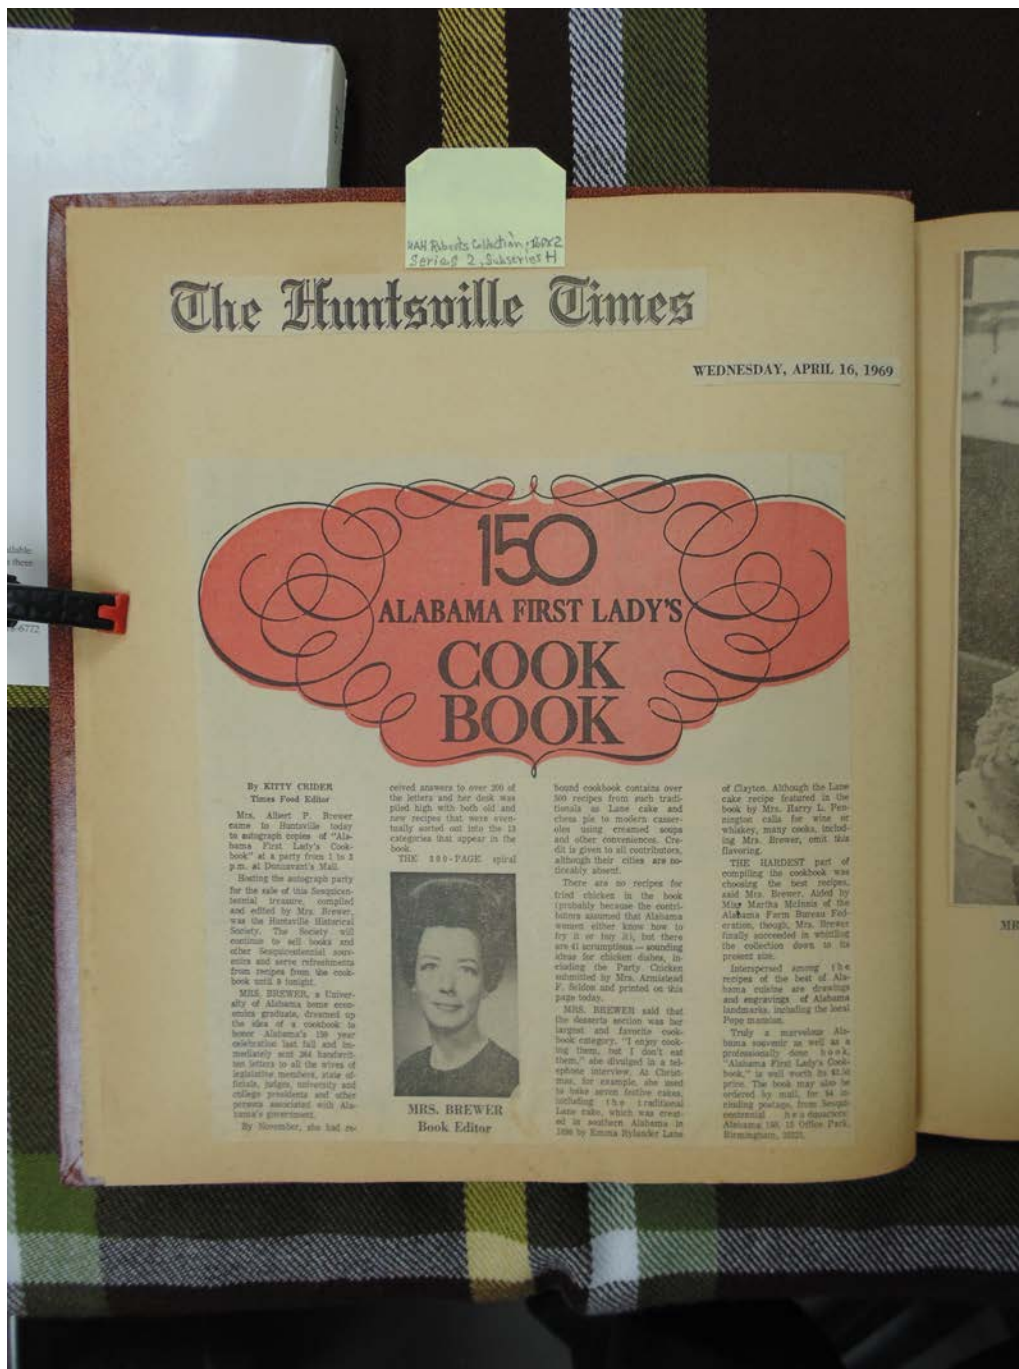 UAH Roberts Collection, Box 2
Series 2, Subseries H
The Huntsville Times
WEDNESDAY, APRIL 16, 1969
150
ALABAMA FIRST LADY'S
COOK
BOOK
By KITTY CRIDER
Times Food Editor
Mrs. Albert P. Brewer
came to Huntsville today
to autograph copies of "Ala-
bama First Lady's Cook-
book" at a party from 1 to 3
p.m. at Dunnavant's Mall.
Hosting the autograph party
for the sale of this Sesquicen-
tennial treasure, compiled
and edited by Mrs. Brewer,
was the Huntsville Historical
Society. The Society will
continue to sell books and
other Sesquicentennial souv-
enirs and serve refreshments
from recipes from the cook-
book until 9 tonight.
MRS. BREWER, a Univer-
sity of Alabama home econ-
omics graduate, dreamed up
the idea of a cookbook to
honor Alabama's 150 year
celebration last fall and im-
mediately sent 264 handwrit-
ten letters to all the wives of
legislative members, state of-
ficials, judges, university and
college presidents and other
persons associated with Ala-
bama's government.
By November, she had re-
ceived answers to over 200 of
the letters and her desk was
piled high with both old and
new recipes that were even-
tually sorted out into the 13
categories that appear in the
book.
THE -PAGE spiral
MRS. BREWER
Book Editor
bound cookbook contains over
500 recipes from such tradi-
tionals as Lane cake and
chess pie to modern casser-
oles using creamed soups
and other conveniences. Cre-
dit is given to all contributors,
although their cities are no-
ticeably absent.
There are no recipes for
fried chicken in the book
(probably because the contri-
butors assumed that Alabama
women either know how to
fry it or buy it), but there
are 41 scrumptious — sounding
ideas for chicken dishes, in-
cluding the Party Chicken
submitted by Mrs. Armistead
F. Selden and printed on this
page today.
MRS. BREWER said that
the desserts section was her
largest and favorite cook-
book category. "I enjoy cook-
ing them, but I don't eat
them," she divulged in a tel-
ephone interview. At Christ-
mas, for example, she used
to bake seven festive cakes,
including the traditional
Lane cake, which was creat-
ed in southern Alabama in
1898 by Emma Rylander Lane
of Clayton. Although the Lane
cake recipe featured in the
book by Mrs. Harry L. Pen-
nington calls for wine or
whiskey, many cooks, includ-
ing Mrs. Brewer, omit this
flavoring.
THE HARDEST part of
compiling the cookbook was
choosing the best recipes,
said Mrs. Brewer. Aided by
Miss Martha McInnis of the
Alabama Farm Bureau Fed-
eration, though, Mrs. Brewer
finally succeeded in whittling
the collection down to its
present size.
Interspersed among the
recipes of the best of Ala-
bama cuisine are drawings
and engravings of Alabama
landmarks, including the local
Pope mansion.
Truly a marvelous Ala-
bama souvenir as well as a
professionally done book,
"Alabama First Lady's Cook-
book," is well worth its $3.50
price. The book may also be
ordered by mail, for $4 in-
cluding postage, from Sesqui-
centennial headquarters:
Alabama 150, 15 Office Park,
Birmingham, 35223.
MR